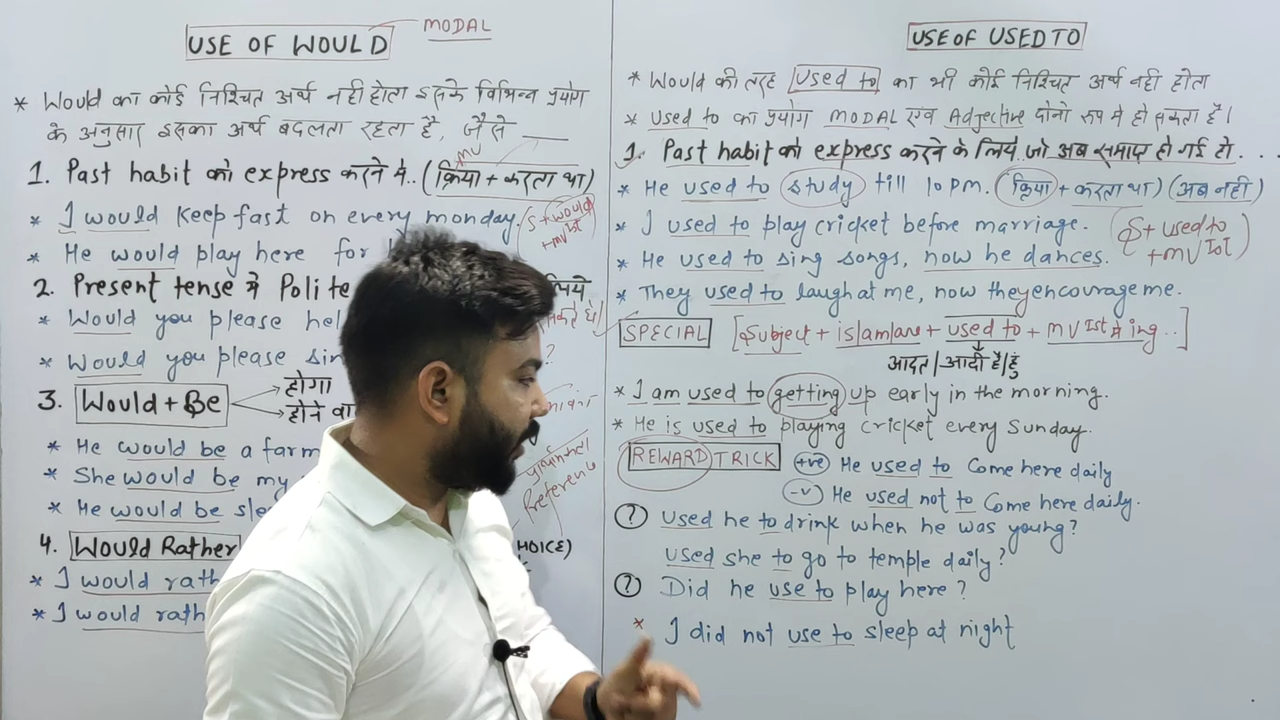 USE OF WOULD
MODAL
* Would का कोई निश्चित अर्थ नही होता इसके विभिन्न प्रयोग
के अनुसार इसका अर्थ बदलता रहता है, जैसे
MV
1. Past habit को express करने मे.. (क्रिया + करता था)
* I would keep fast on every monday.
(S + would
+ MV Ist)
* He would play here for
2. Present tense मे Polite
लिये
* Would you please hel
* Would you please sin
?
3. Would + Be
होगा
होने वा
* He would be a farm
* She would be my
* He would be sle
Preference
4. Would Rather
HOICE)
* I would rath
* I would rath
USE OF USED TO
* Would की तरह Used to का भी कोई निश्चित अर्थ नही होता
* Used to का प्रयोग MODAL एवं Adjective दोनो रूप मे हो सकता है।
1. Past habit को express करने के लिये जो अब समाप्त हो गई हो....
* He used to study till 10 pm. (क्रिया + करता था) (अब नही)
* I used to play cricket before marriage.
(S + used to
+ MV Ist)
* He used to sing songs, now he dances.
* They used to laugh at me, now they encourage me.
SPECIAL [Subject + is/am/are + used to + MV Ist मे ing..]
आदत/आदी है/हूं
* I am used to getting up early in the morning.
* He is used to playing cricket every Sunday.
REWARD TRICK (+ve) He used to Come here daily
(-v) He used not to Come here daily.
? Used he to drink when he was young?
used she to go to temple daily?
? Did he use to play here?
* I did not use to sleep at night